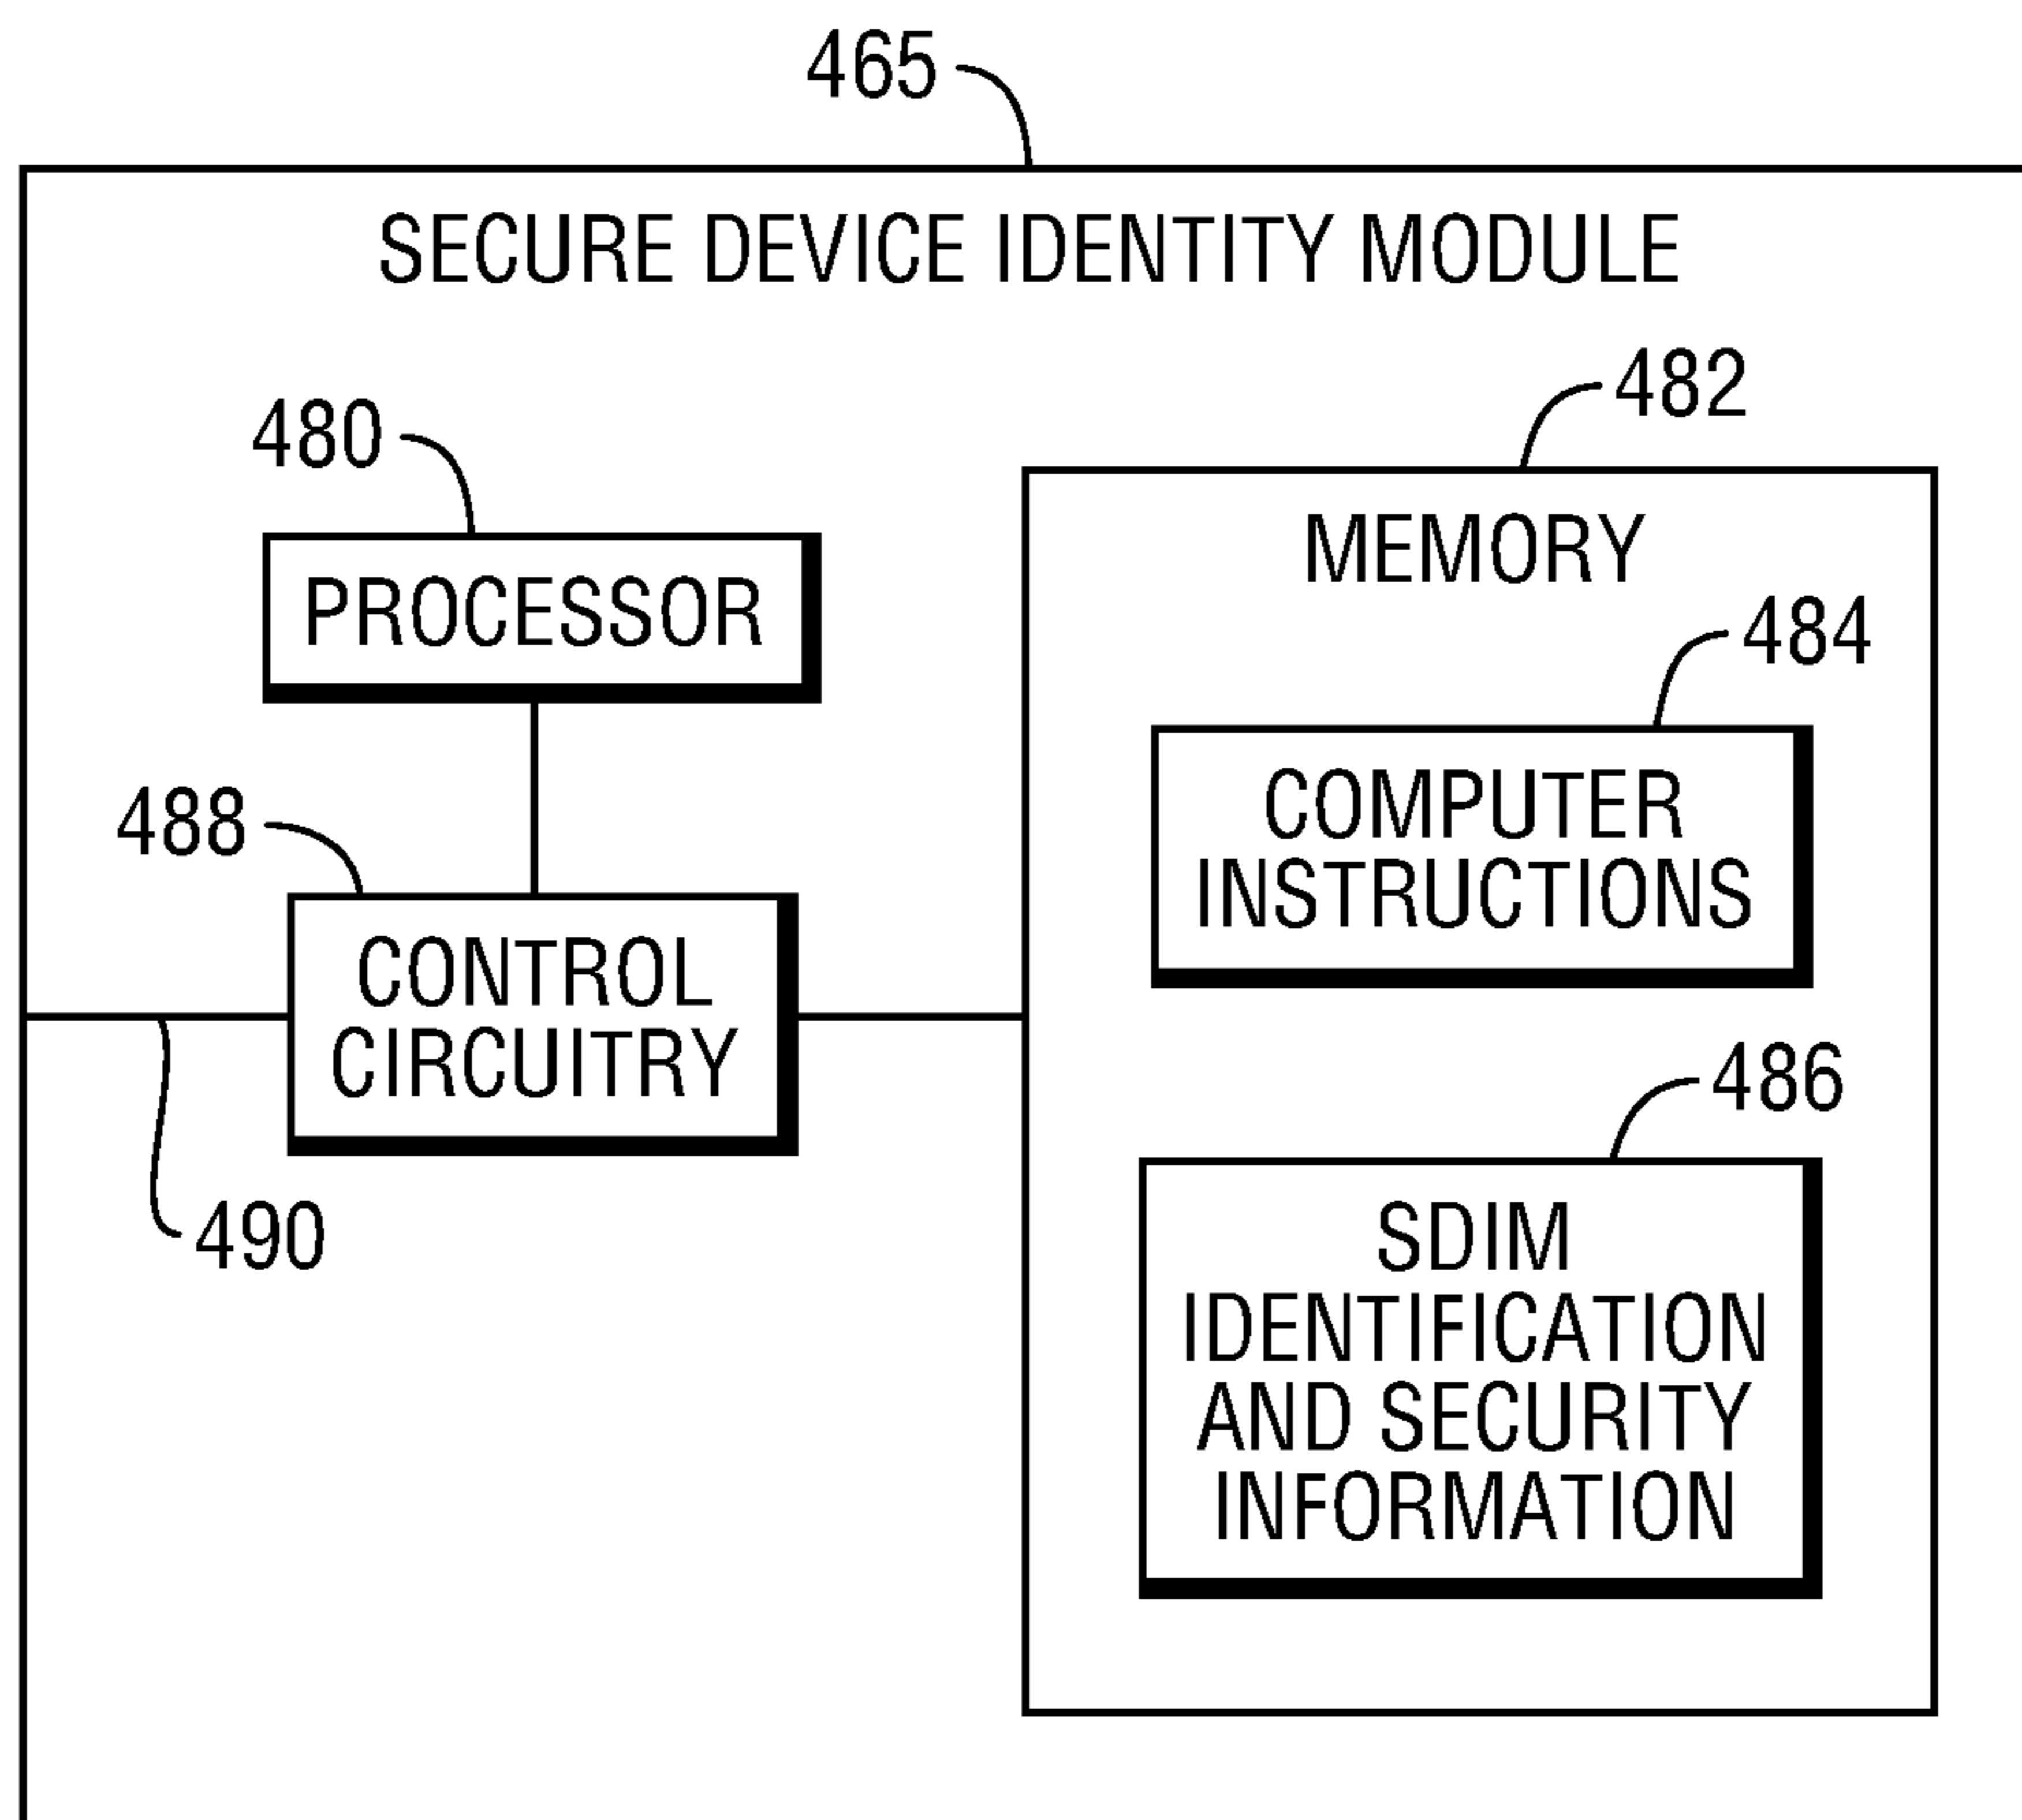 465
SECURE DEVICE IDENTITY MODULE
482
480
MEMORY
PROCESSOR
484
488
COMPUTER
INSTRUCTIONS
CONTROL
CIRCUITRY
486
490
SDIM
IDENTIFICATION
AND SECURITY
INFORMATION